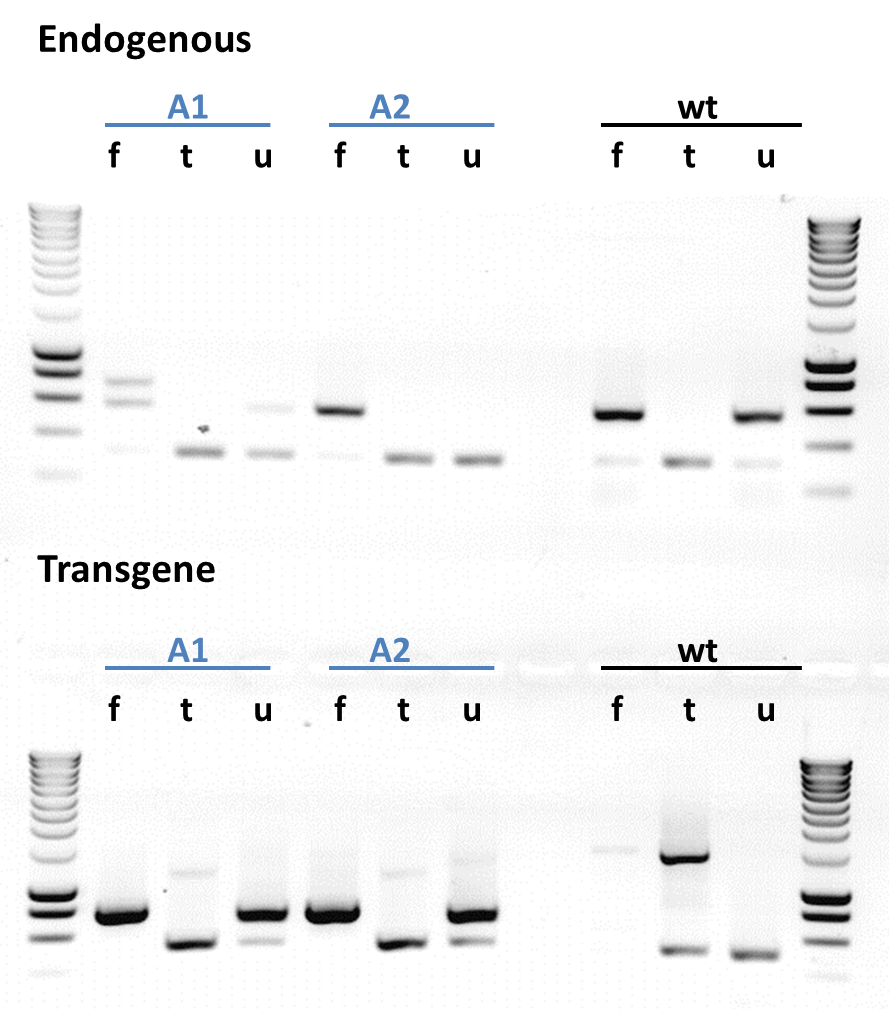 Endogenous
A1 A2 wt
f t u f t u f t u
Transgene
A1 A2 wt
f t u f t u f t u